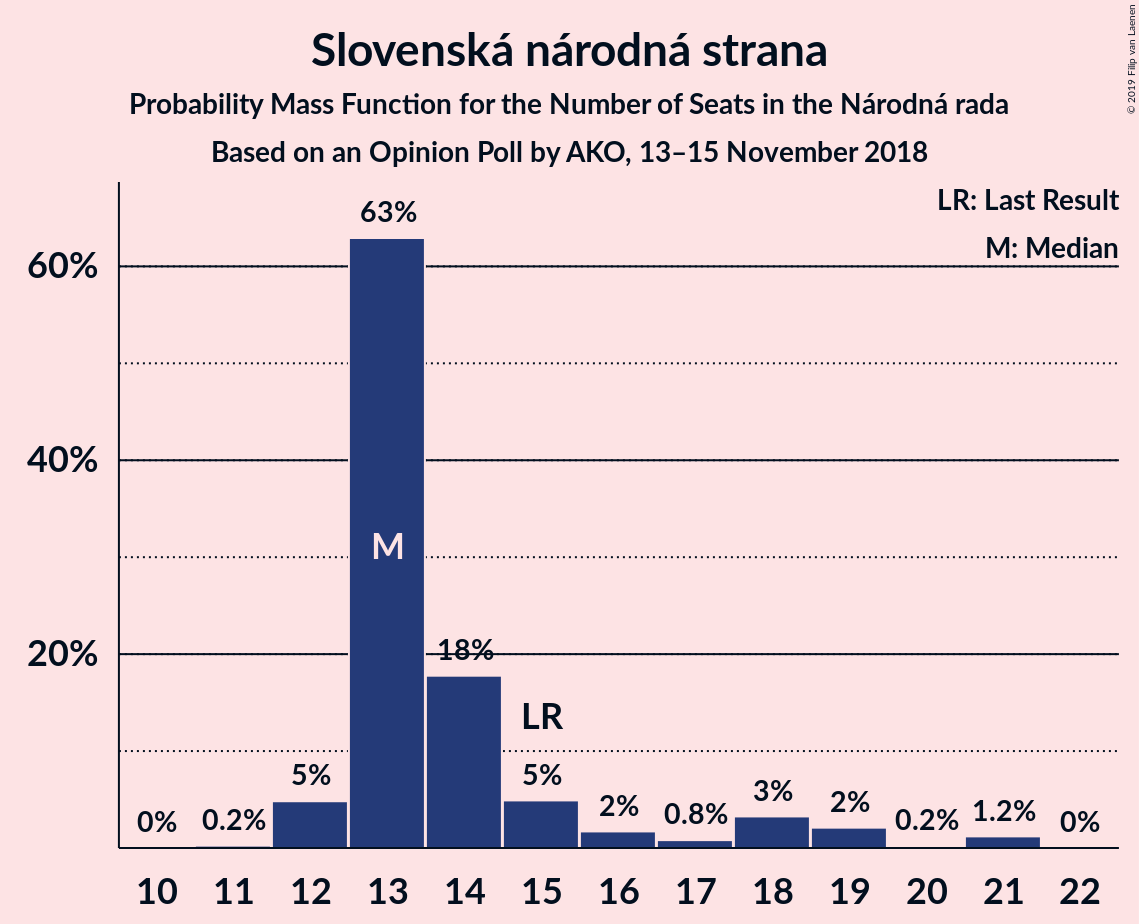 Slovenská národná strana
Probability Mass Function for the Number of Seats in the Národná rada
Based on an Opinion Poll by AKO, 13–15 November 2018
© 2019 Filip van Laenen
LR: Last Result
M: Median
63%
60%
40%
M
20%
18%
LR
0%
0.2%
5%
5%
2%
0.8%
3%
2%
0.2%
1.2%
0%
10 11 12 13 14 15 16 17 18 19 20 21 22